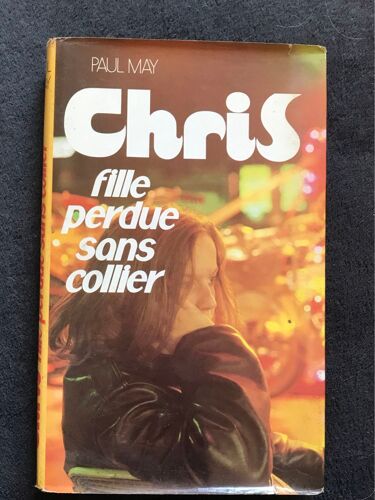 PAUL MAY
Chris
fille
perdue
sans
collier